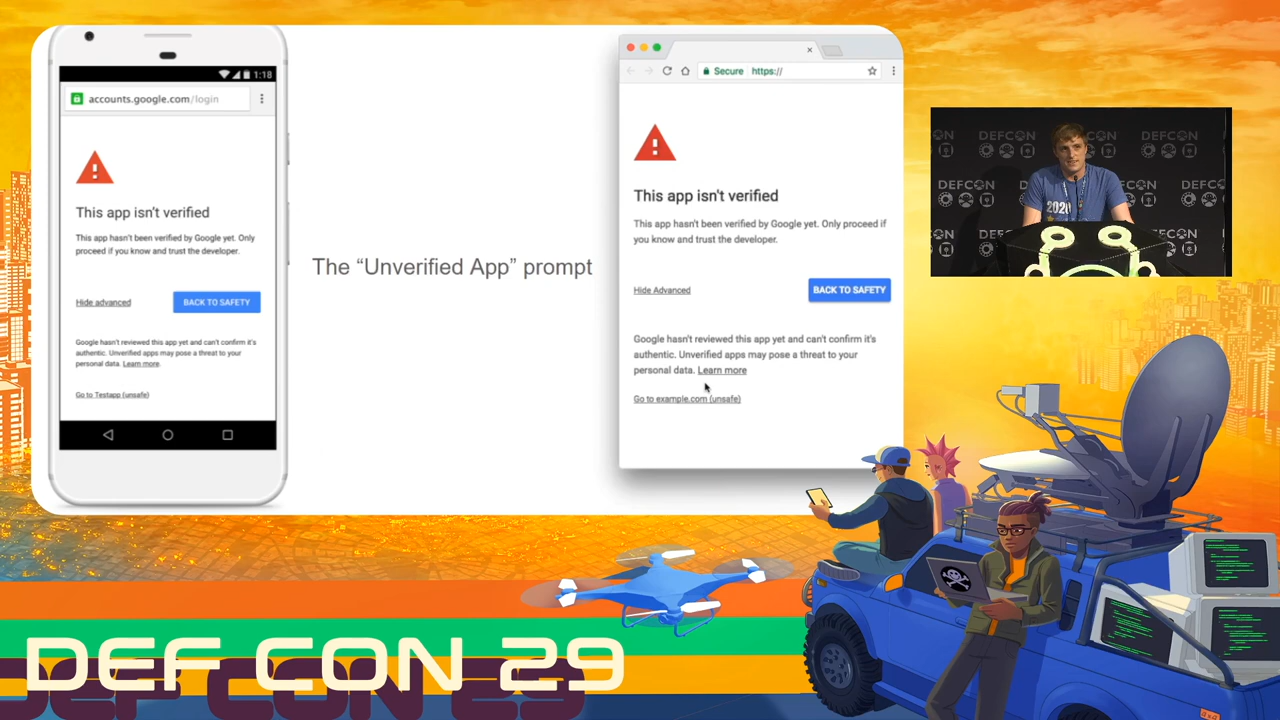 1:18
accounts.google.com/login
This app isn't verified
This app hasn't been verified by Google yet. Only
proceed if you know and trust the developer.
Hide advanced
BACK TO SAFETY
Google hasn't reviewed this app yet and can't confirm it's
authentic. Unverified apps may pose a threat to your
personal data. Learn more.
Go to Testapp (unsafe)
The “Unverified App” prompt
Secure https://
This app isn't verified
This app hasn't been verified by Google yet. Only proceed if
you know and trust the developer.
Hide Advanced
BACK TO SAFETY
Google hasn't reviewed this app yet and can't confirm it's
authentic. Unverified apps may pose a threat to your
personal data. Learn more
Go to example.com (unsafe)
DEFCON
DEFCON
DEFCON
DEFCON
2020
DEF CON 29
DEF CON 29